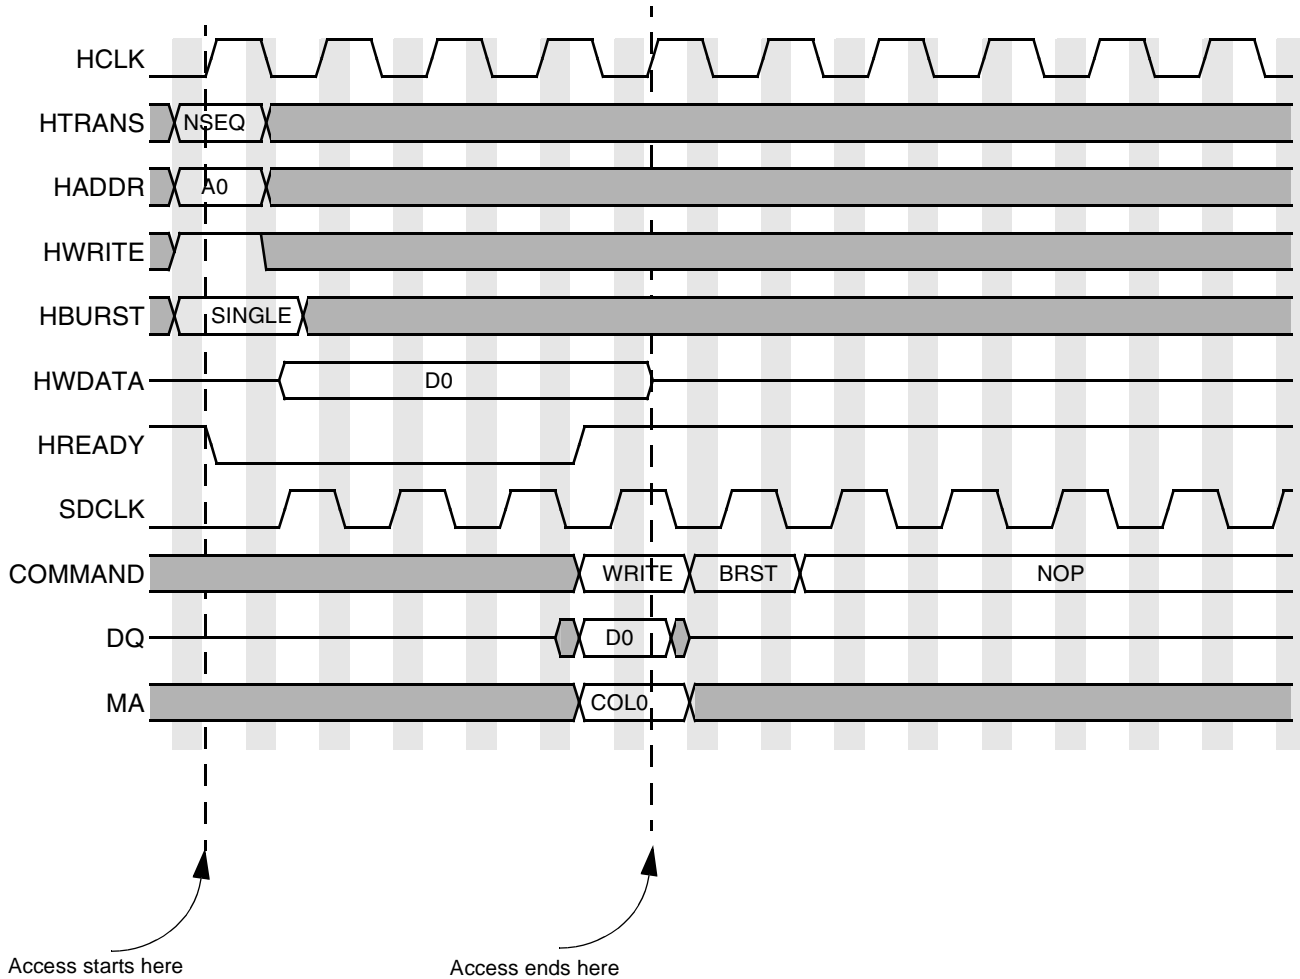 HCLK
HTRANS NSEQ
HADDR A0
HWRITE
HBURST SINGLE
HWDATA D0
HREADY
SDCLK
COMMAND WRITE BRST NOP
DQ D0
MA COL0
Access starts here Access ends here